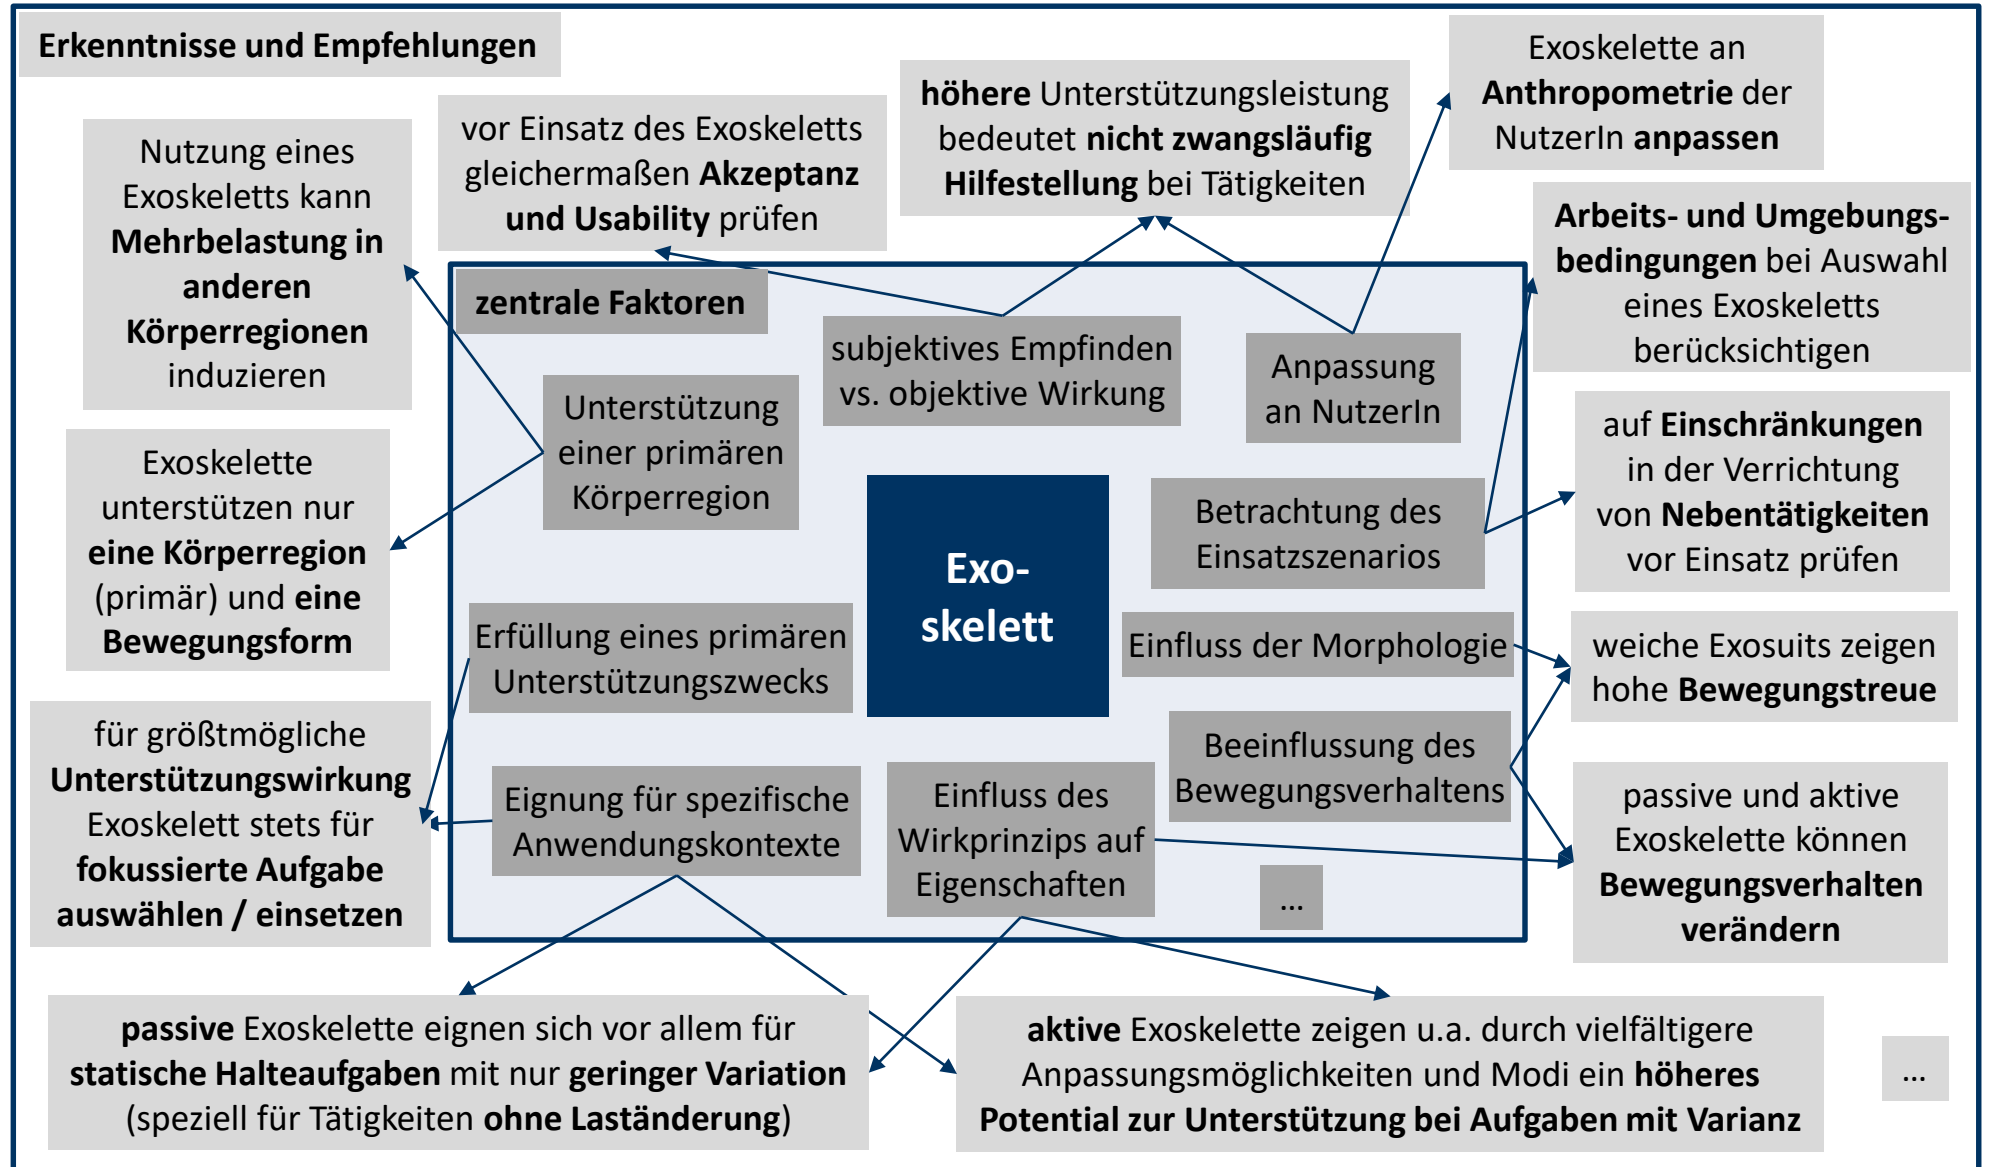 Erkenntnisse und Empfehlungen
Nutzung eines
Exoskeletts kann
Mehrbelastung in
anderen
Körperregionen
induzieren
vor Einsatz des Exoskeletts
gleichermaßen Akzeptanz
und Usability prüfen
höhere Unterstützungsleistung
bedeutet nicht zwangsläufig
Hilfestellung bei Tätigkeiten
Exoskelette an
Anthropometrie der
NutzerIn anpassen
Arbeits- und Umgebungs-
bedingungen bei Auswahl
eines Exoskeletts
berücksichtigen
zentrale Faktoren
subjektives Empfinden
vs. objektive Wirkung
Anpassung
an NutzerIn
Unterstützung
einer primären
Körperregion
Exoskelette
unterstützen nur
eine Körperregion
(primär) und eine
Bewegungsform
Exo-
skelett
Betrachtung des
Einsatzszenarios
auf Einschränkungen
in der Verrichtung
von Nebentätigkeiten
vor Einsatz prüfen
Erfüllung eines primären
Unterstützungszwecks
Einfluss der Morphologie
weiche Exosuits zeigen
hohe Bewegungstreue
für größtmögliche
Unterstützungswirkung
Exoskelett stets für
fokussierte Aufgabe
auswählen / einsetzen
Eignung für spezifische
Anwendungskontexte
Einfluss des
Wirkprinzips auf
Eigenschaften
Beeinflussung des
Bewegungsverhaltens
...
passive und aktive
Exoskelette können
Bewegungsverhalten
verändern
passive Exoskelette eignen sich vor allem für
statische Halteaufgaben mit nur geringer Variation
(speziell für Tätigkeiten ohne Laständerung)
aktive Exoskelette zeigen u.a. durch vielfältigere
Anpassungsmöglichkeiten und Modi ein höheres
Potential zur Unterstützung bei Aufgaben mit Varianz
...